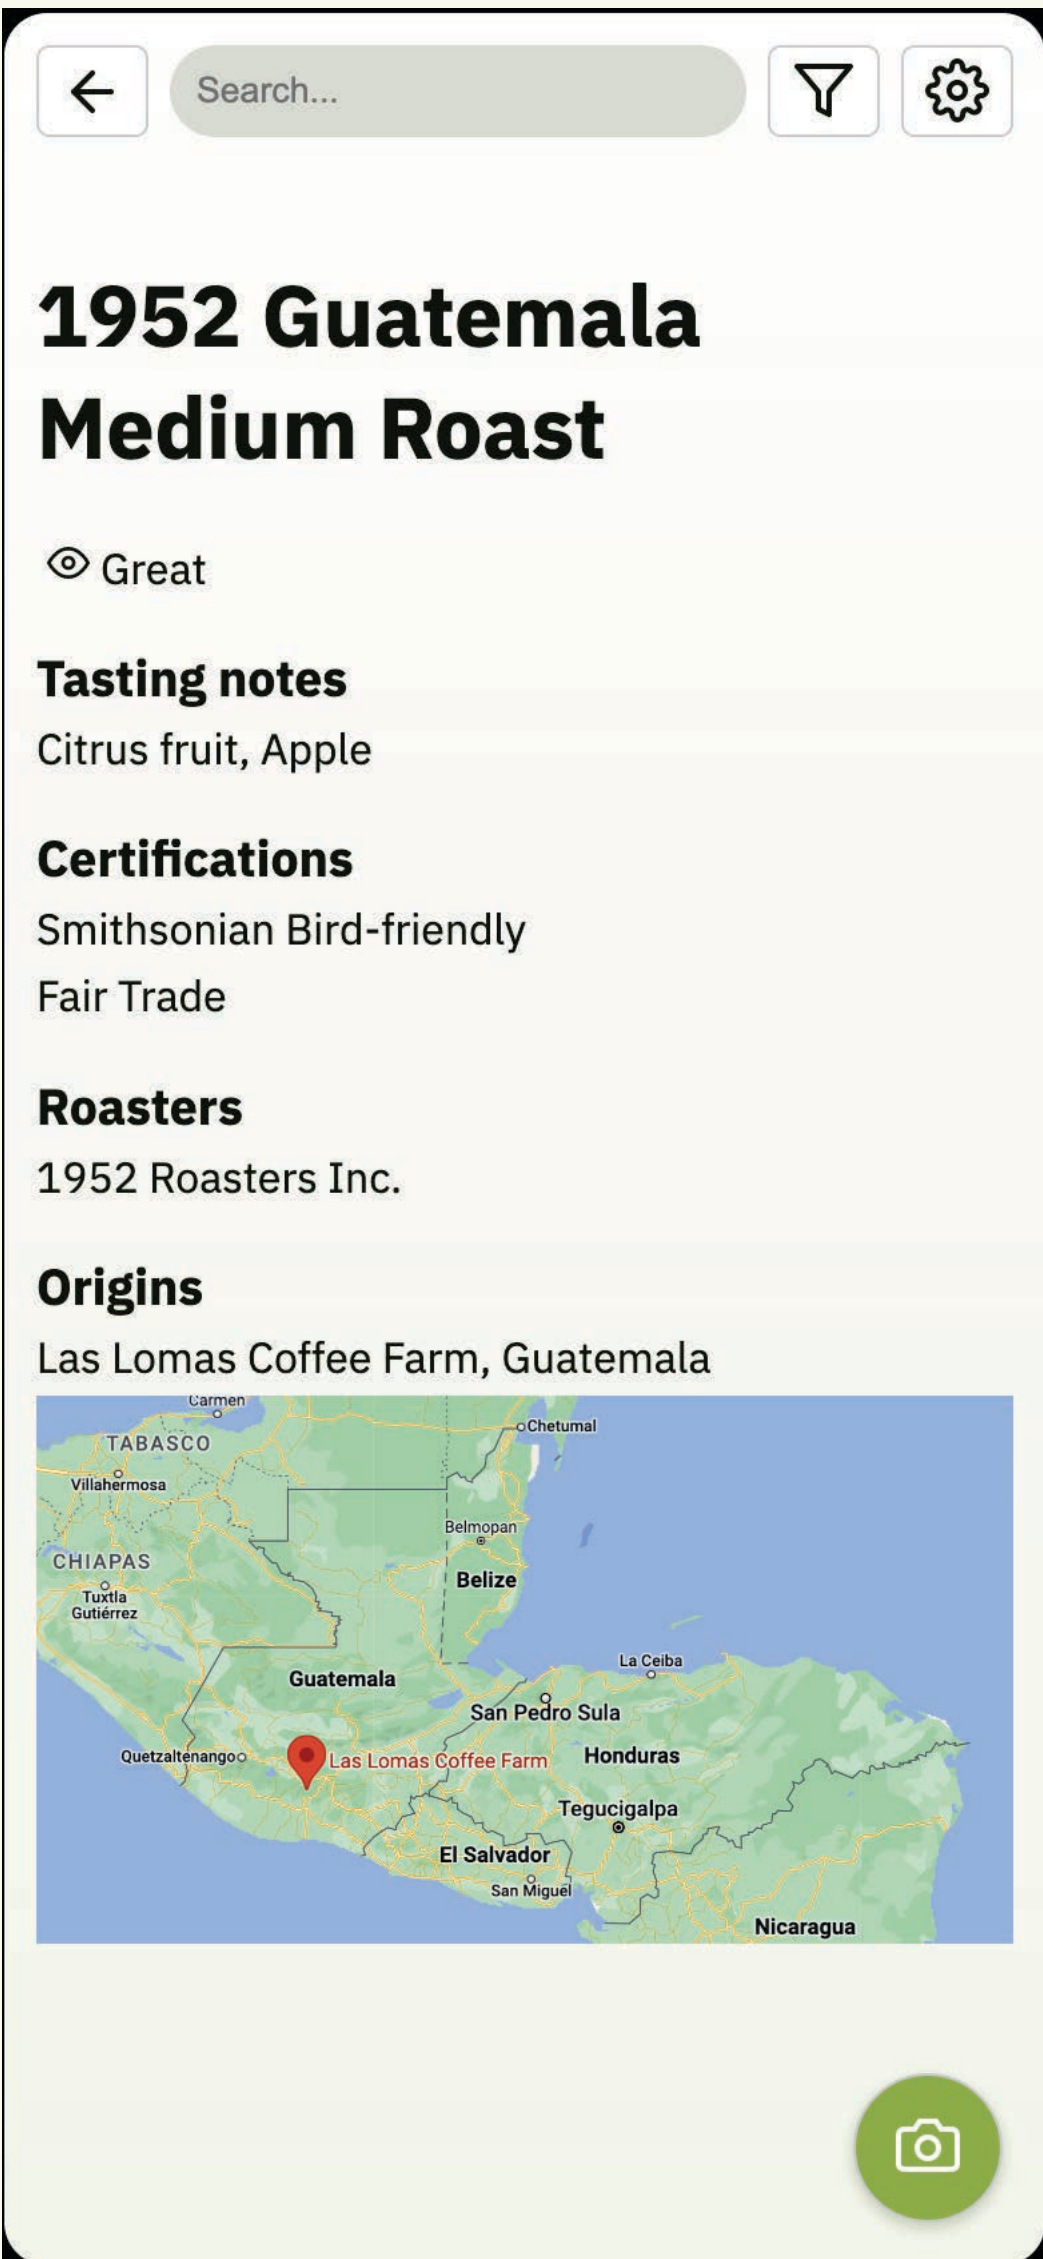 Search...
1952 Guatemala
Medium Roast
Great
Tasting notes
Citrus fruit, Apple
Certifications
Smithsonian Bird-friendly
Fair Trade
Roasters
1952 Roasters Inc.
Origins
Las Lomas Coffee Farm, Guatemala
Carmen
Chetumal
TABASCO
Villahermosa
Belmopan
CHIAPAS
Belize
Tuxtla
Gutiérrez
La Ceiba
Guatemala
San Pedro Sula
Quetzaltenango
Las Lomas Coffee Farm
Honduras
Tegucigalpa
El Salvador
San Miguel
Nicaragua